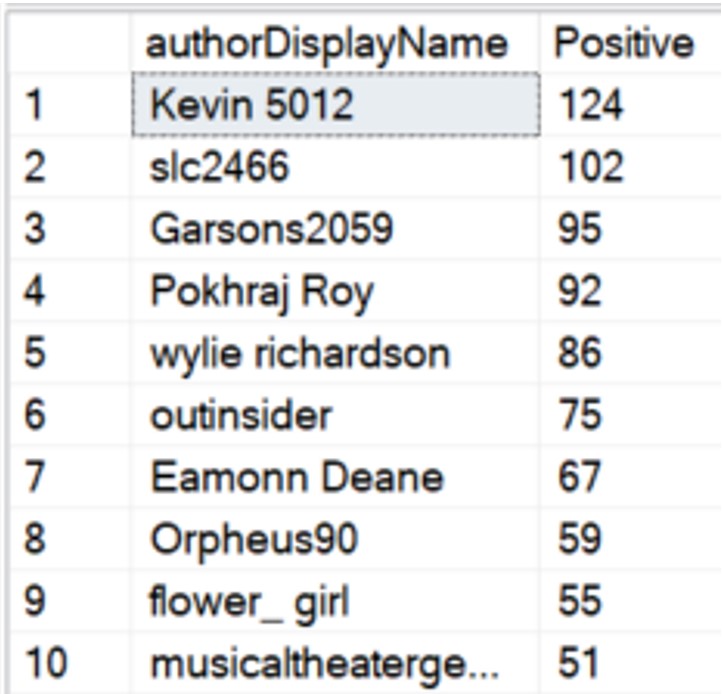 authorDisplayName Positive
1 Kevin 5012 124
2 slc2466 102
3 Garsons2059 95
4 Pokhraj Roy 92
5 wylie richardson 86
6 outinsider 75
7 Eamonn Deane 67
8 Orpheus90 59
9 flower_ girl 55
10 musicaltheaterge... 51